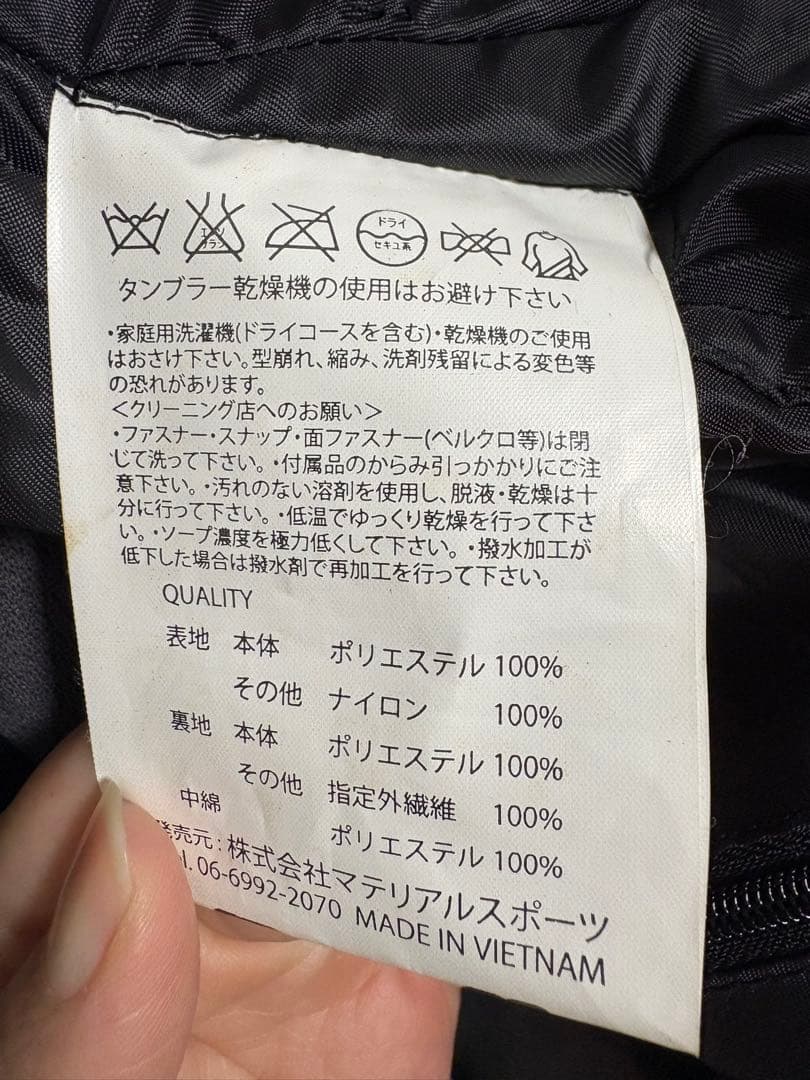 エンソ
サラシ
ドライ
セキユ系
タンブラー乾燥機の使用はお避け下さい
・家庭用洗濯機(ドライコースを含む)・乾燥機のご使用
はおさけ下さい。型崩れ、縮み、洗剤残留による変色等
の恐れがあります。
＜クリーニング店へのお願い＞
・ファスナー・スナップ・面ファスナー(ベルクロ等)は閉
じて洗って下さい。・付属品のからみ引っかかりにご注
意下さい。・汚れのない溶剤を使用し、脱液・乾燥は十
分に行って下さい。・低温でゆっくり乾燥を行って下さ
い。・ソープ濃度を極力低くして下さい。・撥水加工が
低下した場合は撥水剤で再加工を行って下さい。
QUALITY
表地 本体 ポリエステル 100%
その他 ナイロン 100%
裏地 本体 ポリエステル 100%
その他 指定外繊維 100%
中綿 ポリエステル 100%
発売元：株式会社マテリアルスポーツ
el. 06-6992-2070 MADE IN VIETNAM